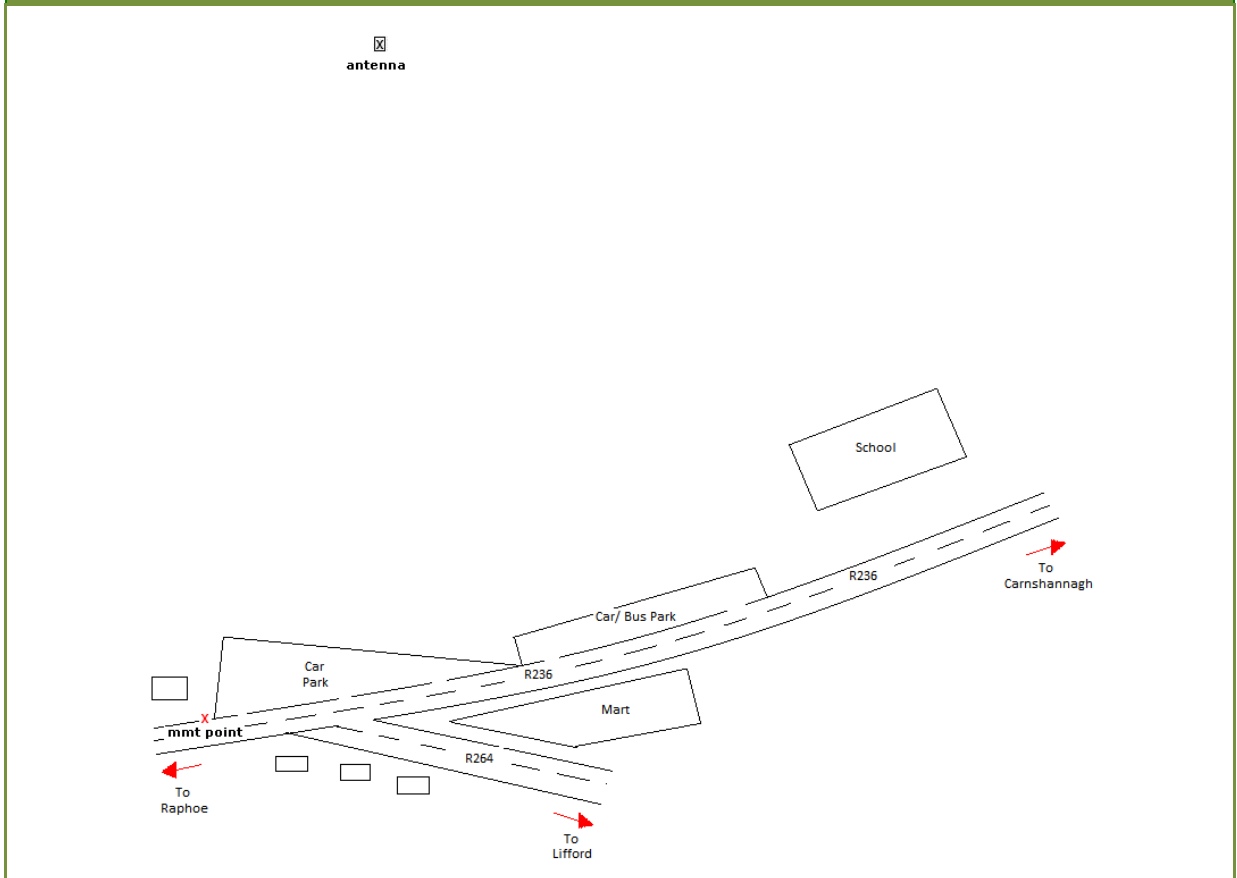 X
antenna
School
R236
To
Carnshannagh
Car/ Bus Park
Car
Park
R236
Mart
X
mmt point
R264
To
Raphoe
To
Lifford